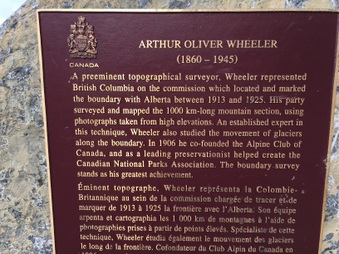 CANADA
ARTHUR OLIVER WHEELER
(1860 – 1945)
A preeminent topographical surveyor, Wheeler represented
British Columbia on the commission which located and marked
the boundary with Alberta between 1913 and 1925. His party
surveyed and mapped the 1000 km-long mountain section, using
photographs taken from high elevations. An established expert in
this technique, Wheeler also studied the movement of glaciers
along the boundary. In 1906 he co-founded the Alpine Club of
Canada, and as a leading preservationist helped create the
Canadian National Parks Association. The boundary survey
stands as his greatest achievement.
Éminent topographe, Wheeler représenta la Colombie-
Britannique au sein de la commission chargée de tracer et de
marquer de 1913 à 1925 la frontière avec l'Alberta. Son équipe
arpenta et cartographia les 1 000 km de montagnes à l'aide de
photographies prises à partir de points élevés. Spécialiste de cette
technique, Wheeler étudia également le mouvement des glaciers
le long de la frontière. Cofondateur du Club Alpin du Canada en